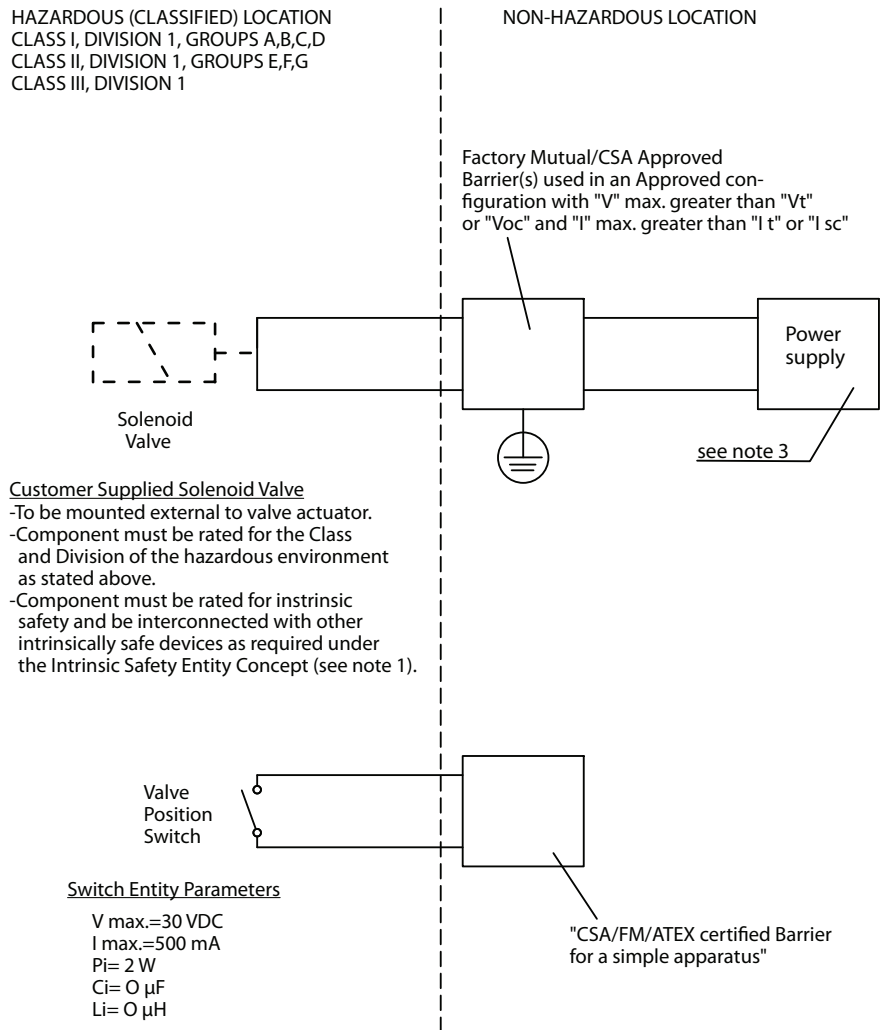 HAZARDOUS (CLASSIFIED) LOCATION
CLASS I, DIVISION 1, GROUPS A,B,C,D
CLASS II, DIVISION 1, GROUPS E,F,G
CLASS III, DIVISION 1
NON-HAZARDOUS LOCATION
Factory Mutual/CSA Approved
Barrier(s) used in an Approved con-
figuration with "V" max. greater than "Vt"
or "Voc" and "I" max. greater than "I t" or "I sc"
Power
supply
Solenoid
Valve
see note 3
Customer Supplied Solenoid Valve
-To be mounted external to valve actuator.
-Component must be rated for the Class
and Division of the hazardous environment
as stated above.
-Component must be rated for instrinsic
safety and be interconnected with other
intrinsically safe devices as required under
the Intrinsic Safety Entity Concept (see note 1).
Valve
Position
Switch
Switch Entity Parameters
V max.=30 VDC
I max.=500 mA
Pi= 2 W
Ci= O µF
Li= O µH
"CSA/FM/ATEX certified Barrier
for a simple apparatus"